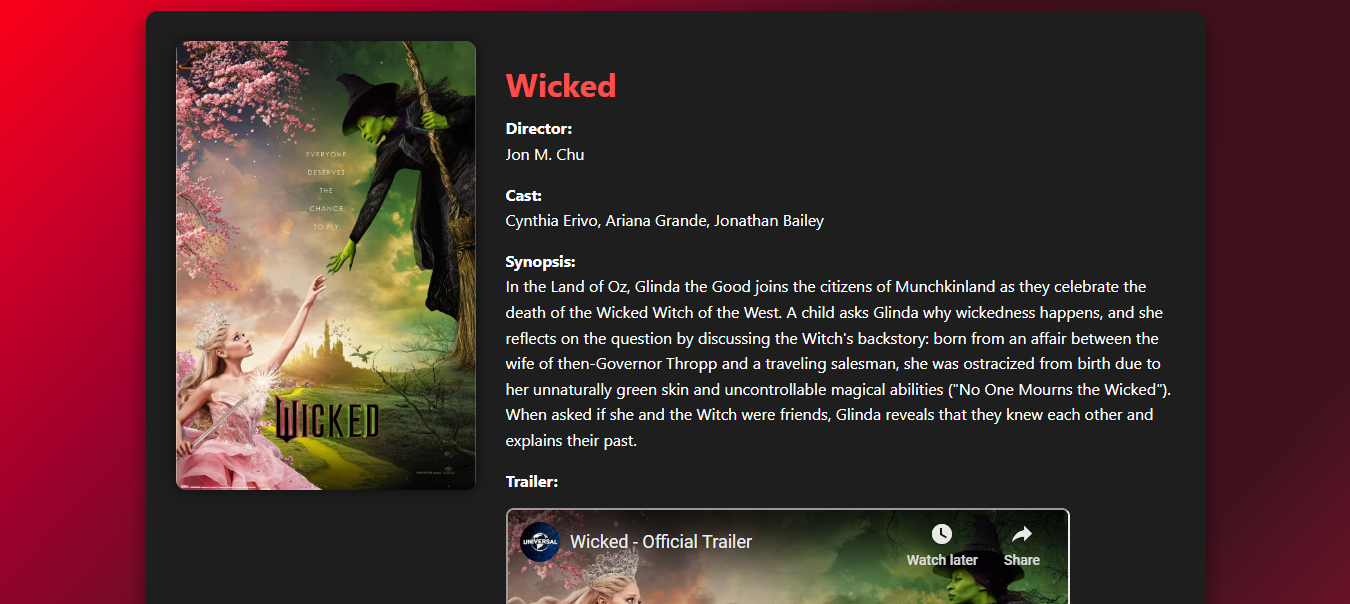 EVERYONE
DESERVES
THE
CHANCE
TO FLY
WICKED
Wicked
Director:
Jon M. Chu
Cast:
Cynthia Erivo, Ariana Grande, Jonathan Bailey
Synopsis:
In the Land of Oz, Glinda the Good joins the citizens of Munchkinland as they celebrate the
death of the Wicked Witch of the West. A child asks Glinda why wickedness happens, and she
reflects on the question by discussing the Witch's backstory: born from an affair between the
wife of then-Governor Thropp and a traveling salesman, she was ostracized from birth due to
her unnaturally green skin and uncontrollable magical abilities ("No One Mourns the Wicked").
When asked if she and the Witch were friends, Glinda reveals that they knew each other and
explains their past.
Trailer:
UNIVERSAL
Wicked - Official Trailer
Watch later
Share